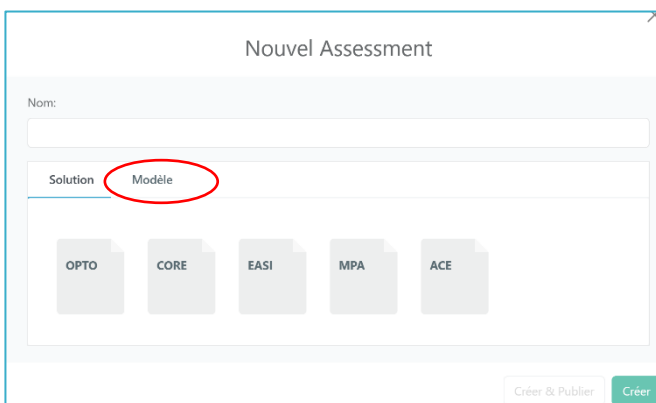 Nouvel Assessment
Nom:
Solution Modèle
OPTO CORE EASI MPA ACE
Créer & Publier Créer